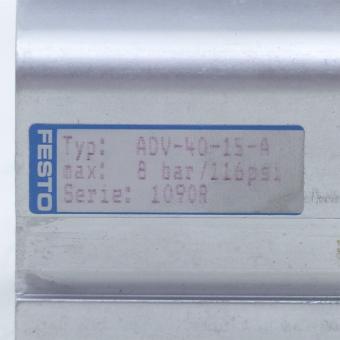 FESTO
Typ: ADV-40-15-A
max: 8 bar/116psi
Serie: 1090R